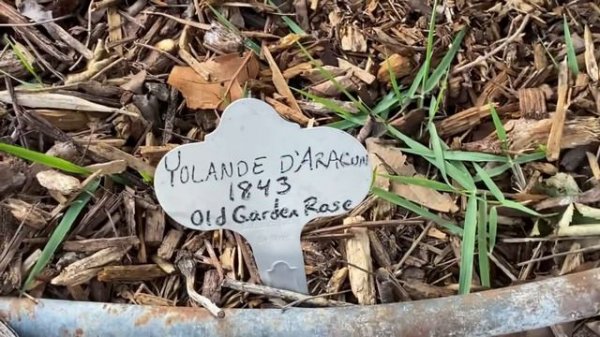 YOLANDE D'ARAGON
1843
Old Garden Rose